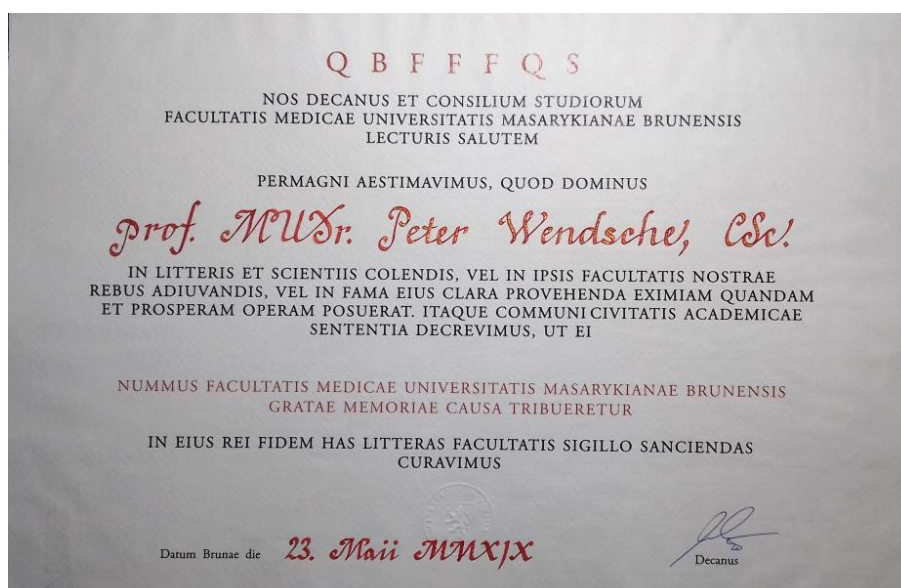 Q B F F F Q S
NOS DECANUS ET CONSILIUM STUDIORUM
FACULTATIS MEDICAE UNIVERSITATIS MASARYKIANAE BRUNENSIS
LECTURIS SALUTEM
PERMAGNI AESTIMAVIMUS, QUOD DOMINUS
prof. MUDr. Peter Wendsche, CSc.
IN LITTERIS ET SCIENTIIS COLENDIS, VEL IN IPSIS FACULTATIS NOSTRAE
REBUS ADIUVANDIS, VEL IN FAMA EIUS CLARA PROVEHENDA EXIMIAM QUANDAM
ET PROSPERAM OPERAM POSUERAT. ITAQUE COMMUNI CIVITATIS ACADEMICAE
SENTENTIA DECREVIMUS, UT EI
NUMMUS FACULTATIS MEDICAE UNIVERSITATIS MASARYKIANAE BRUNENSIS
GRATAE MEMORIAE CAUSA TRIBUERETUR
IN EIUS REI FIDEM HAS LITTERAS FACULTATIS SIGILLO SANCIENDAS
CURAVIMUS
Datum Brunae die 23. Maii MMXIX
Decanus